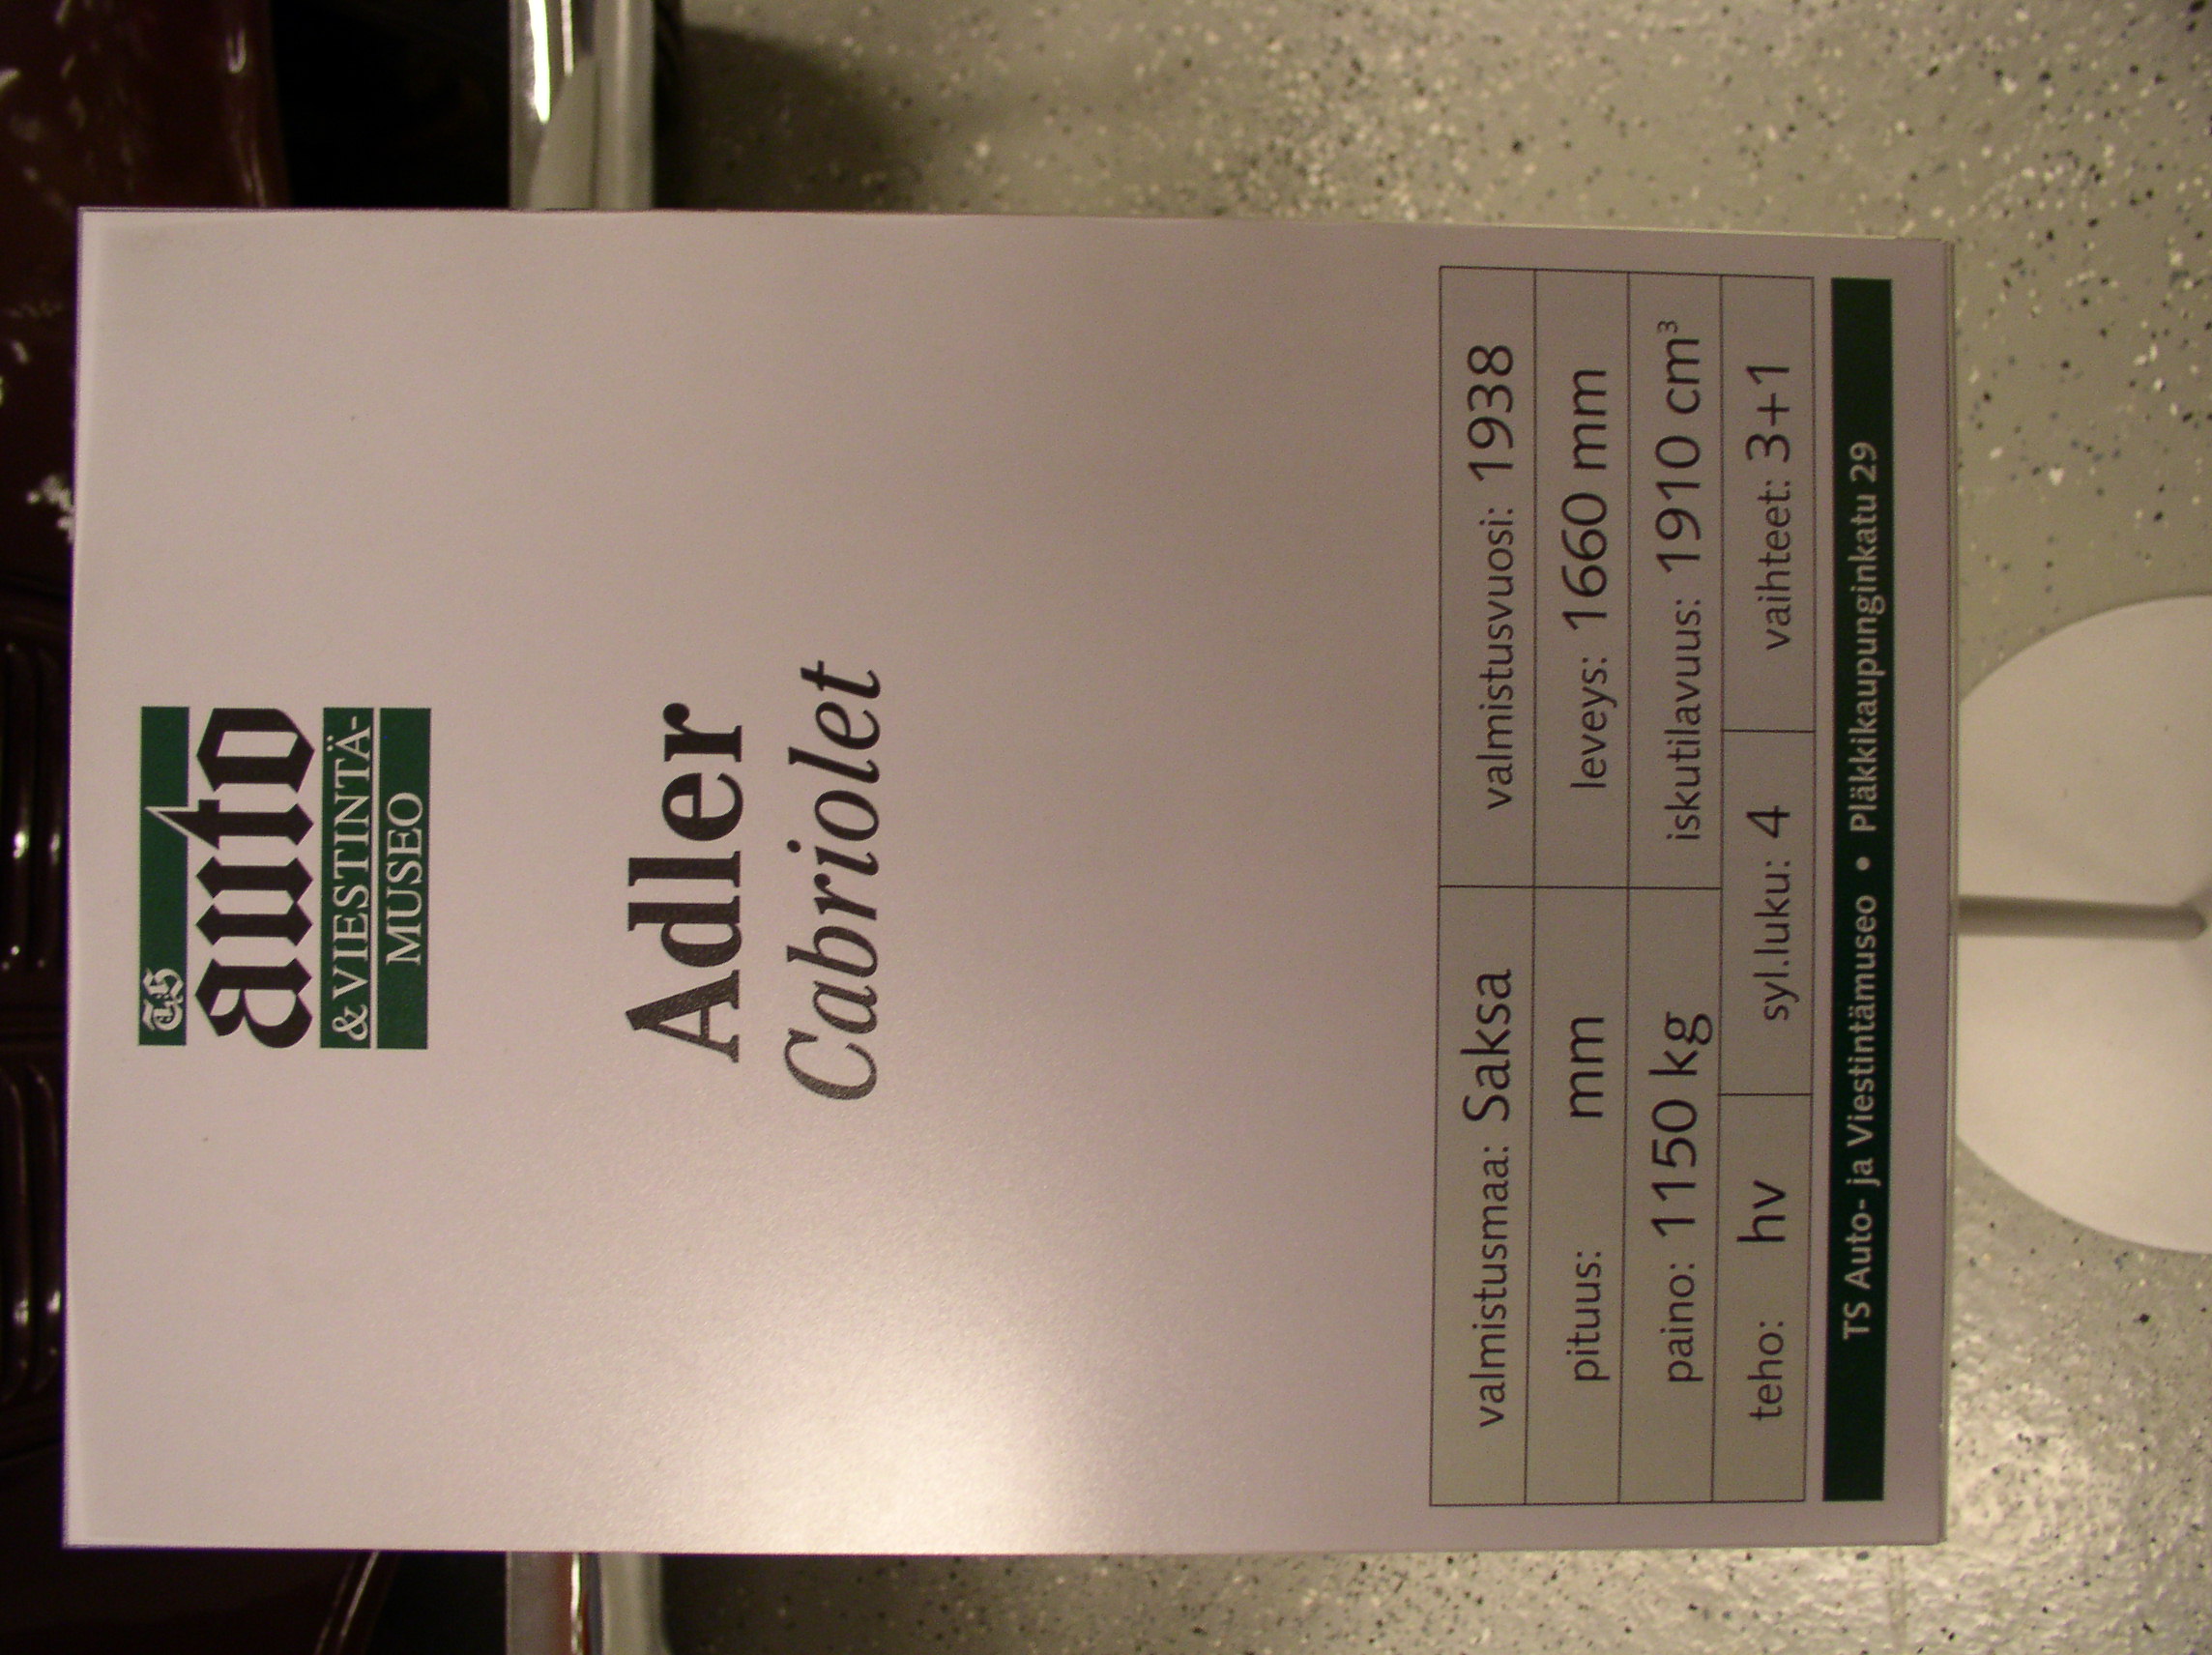 TS
auto
& VIESTINTÄ-
MUSEO
Adler
Cabriolet
valmistusmaa: Saksa valmistusvuosi: 1938
pituus: mm leveys: 1660 mm
paino: 1150 kg iskutilavuus: 1910 cm³
teho: hv syl.luku: 4 vaihteet: 3+1
TS Auto- ja Viestintämuseo • Pläkkikaupunginkatu 29